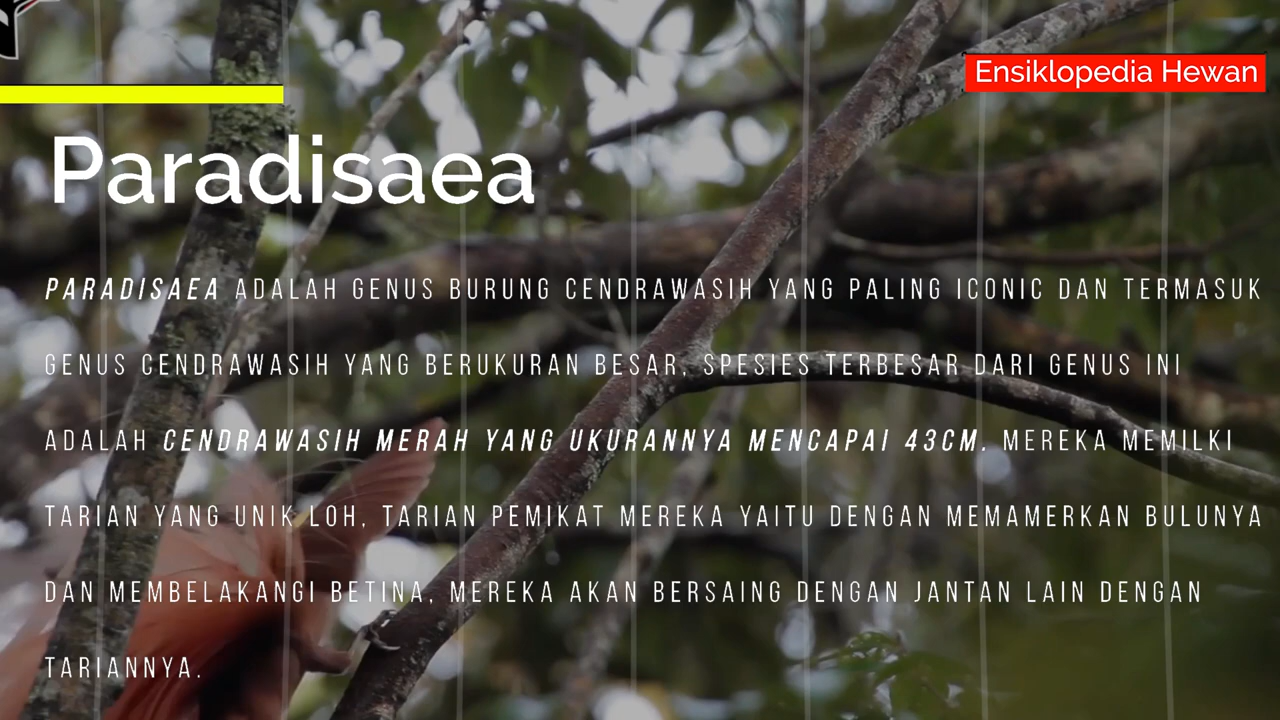 Ensiklopedia Hewan
Paradisaea
PARADISAEA ADALAH GENUS BURUNG CENDRAWASIH YANG PALING ICONIC DAN TERMASUK
GENUS CENDRAWASIH YANG BERUKURAN BESAR, SPESIES TERBESAR DARI GENUS INI
ADALAH CENDRAWASIH MERAH YANG UKURANNYA MENCAPAI 43CM. MEREKA MEMILKI
TARIAN YANG UNIK LOH, TARIAN PEMIKAT MEREKA YAITU DENGAN MEMAMERKAN BULUNYA
DAN MEMBELAKANGI BETINA, MEREKA AKAN BERSAING DENGAN JANTAN LAIN DENGAN
TARIANNYA.